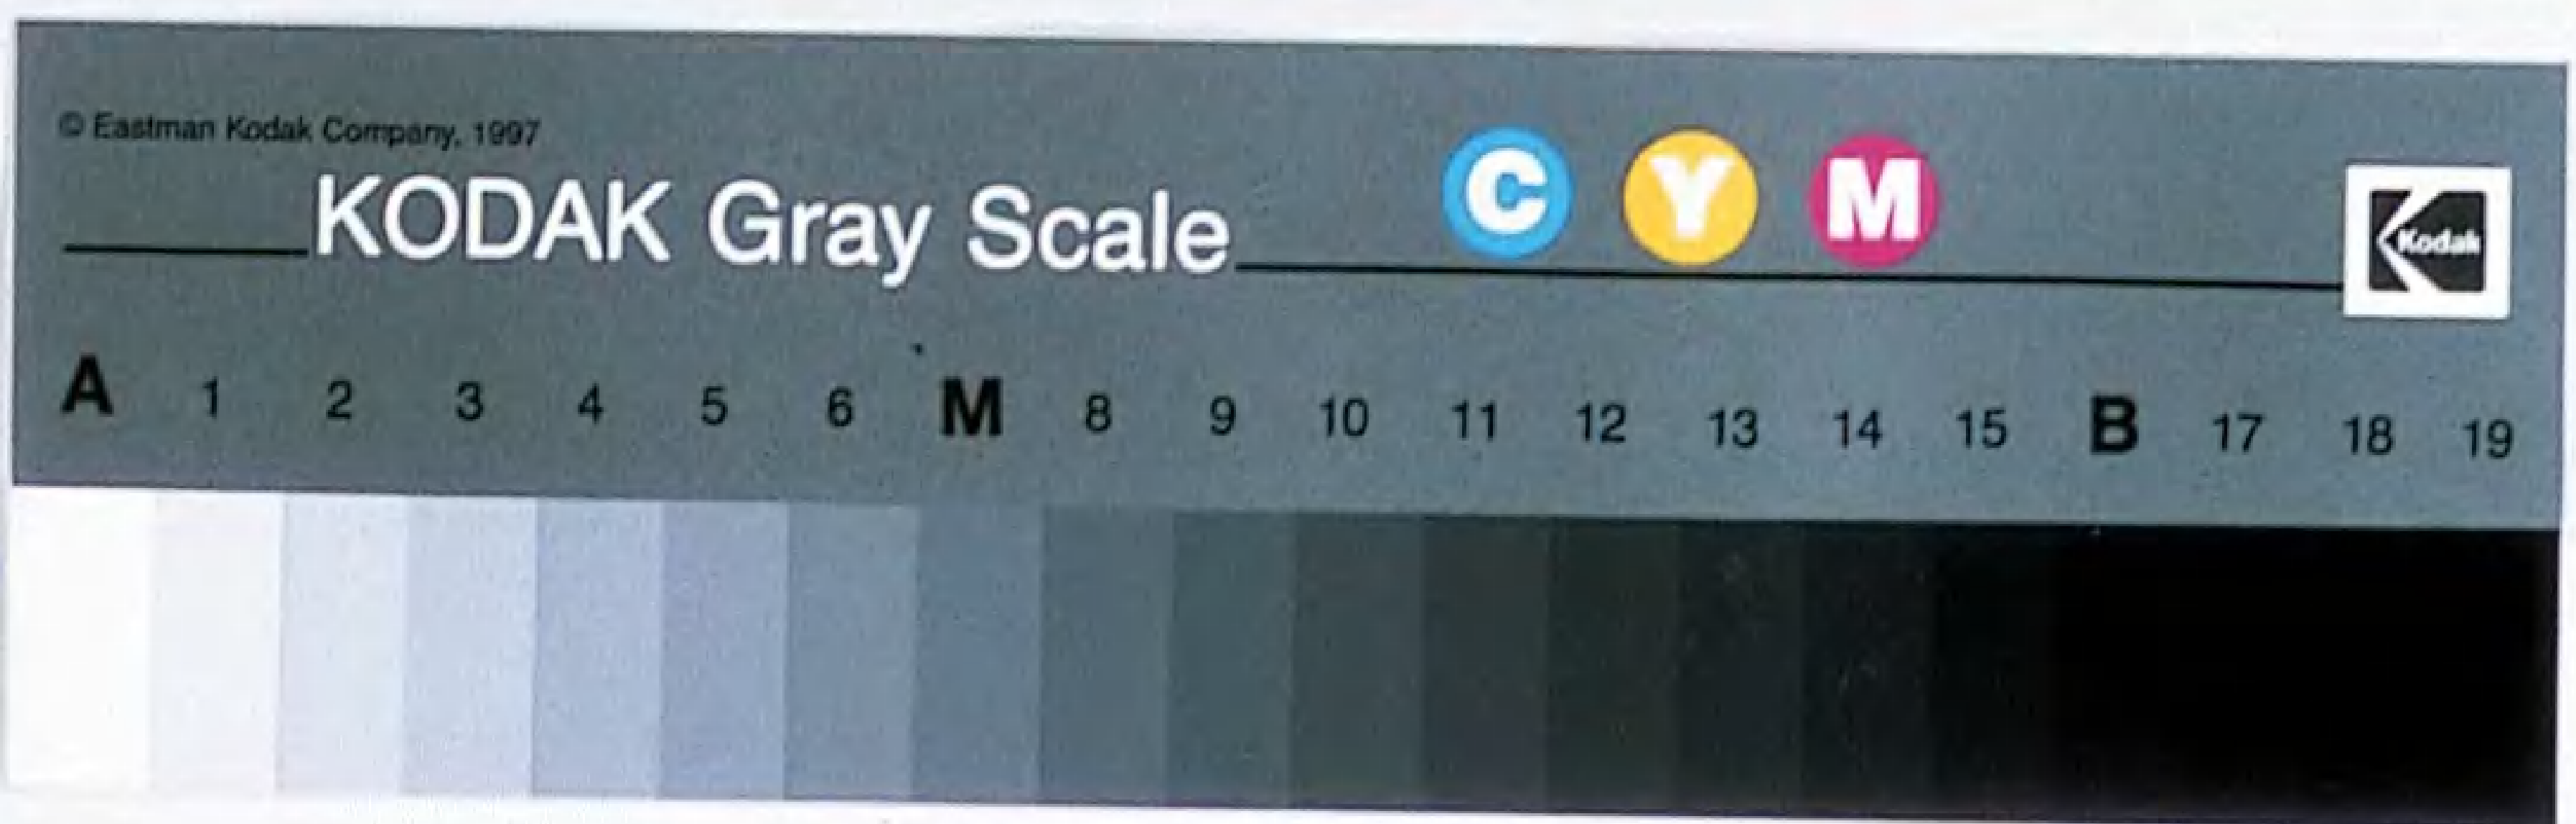 © Eastman Kodak Company, 1997
KODAK Gray Scale
C Y M
Kodak
A 1 2 3 4 5 6 M 8 9 10 11 12 13 14 15 B 17 18 19